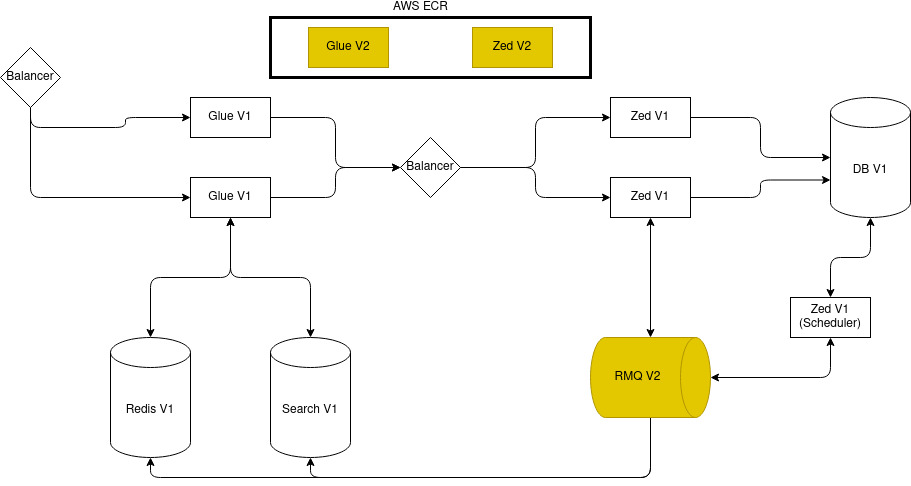 AWS ECR
Glue V2
Zed V2
Balancer
Glue V1
Zed V1
Balancer
DB V1
Glue V1
Zed V1
Zed V1
(Scheduler)
RMQ V2
Redis V1
Search V1